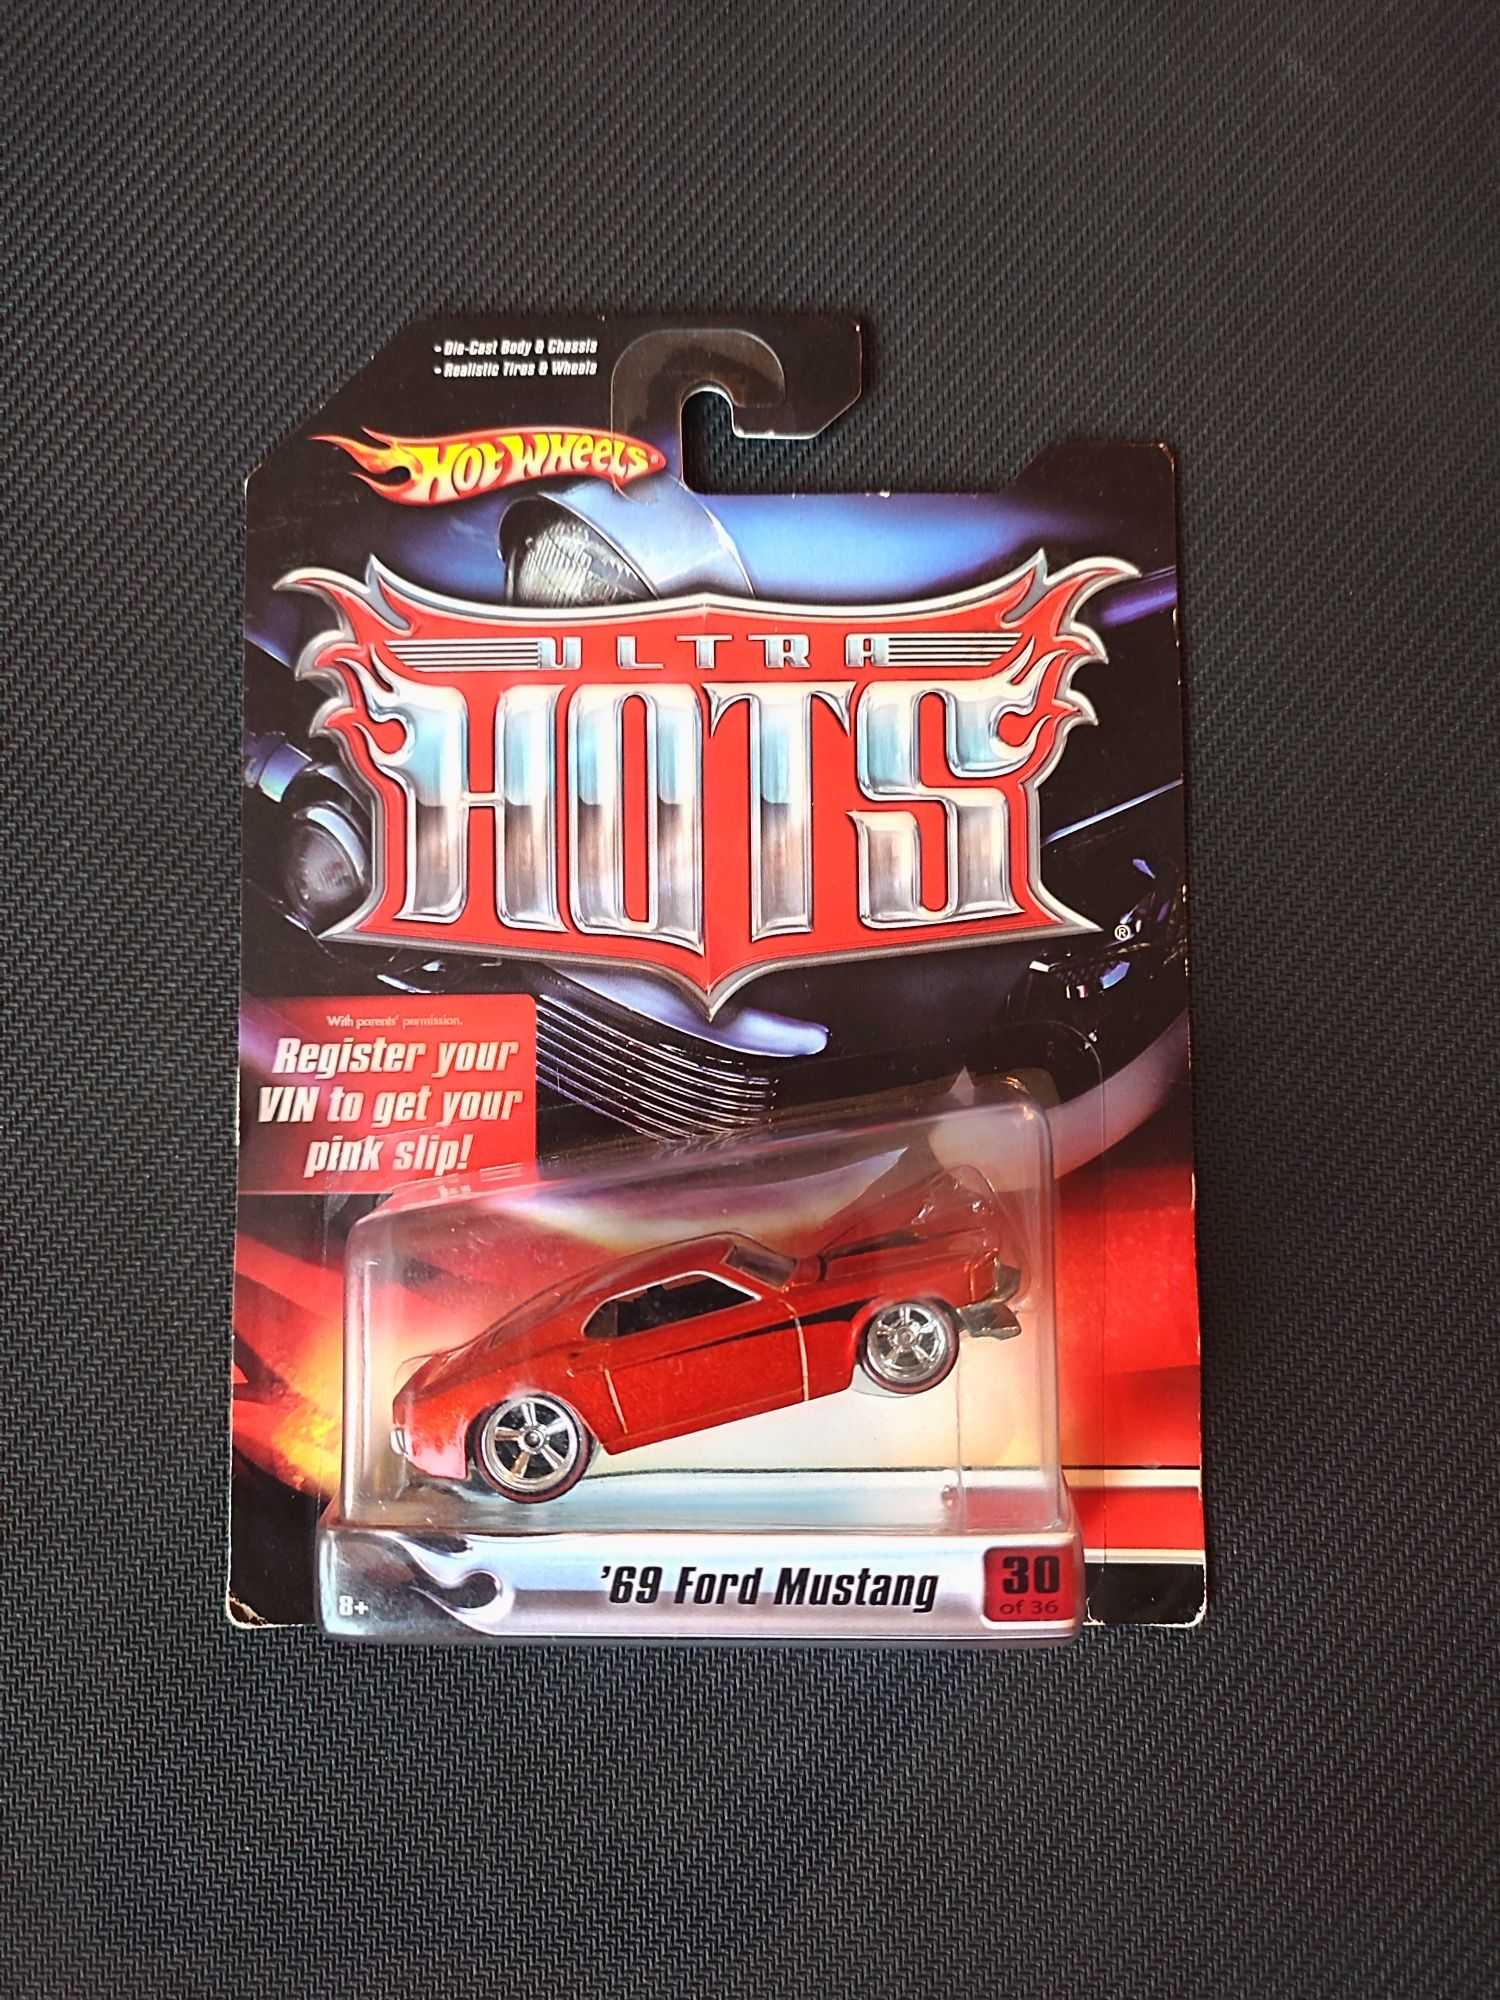 • Die-Cast Body & Chassis
• Realistic Tires & Wheels
HOT WHEELS
ULTRA
HOTS
®
With parents' permission.
Register your
VIN to get your
pink slip!
8+
'69 Ford Mustang
30
of 36